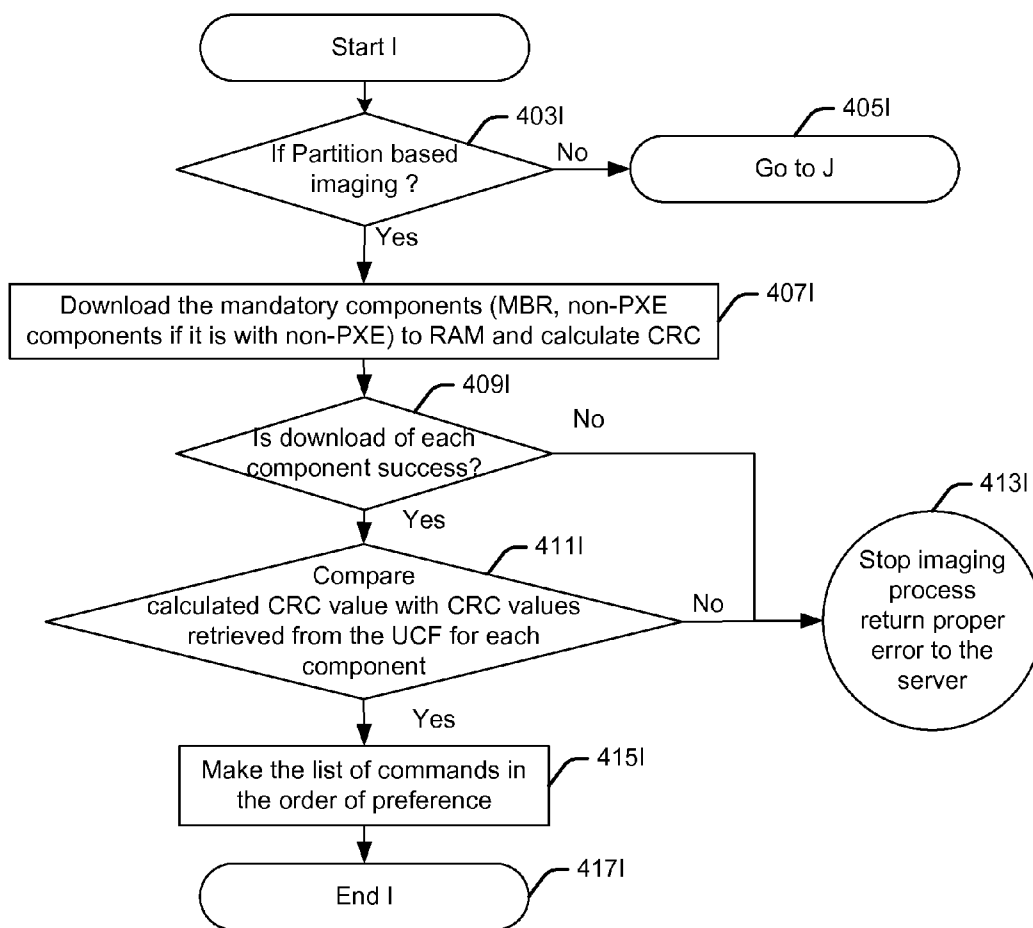 Start I
403I
If Partition based
imaging ?
No
405I
Go to J
Yes
Download the mandatory components (MBR, non-PXE
components if it is with non-PXE) to RAM and calculate CRC
407I
409I
Is download of each
component success?
No
Yes
411I
Compare
calculated CRC value with CRC values
retrieved from the UCF for each
component
No
413I
Stop imaging
process
return proper
error to the
server
Yes
Make the list of commands in
the order of preference
415I
End I
417I